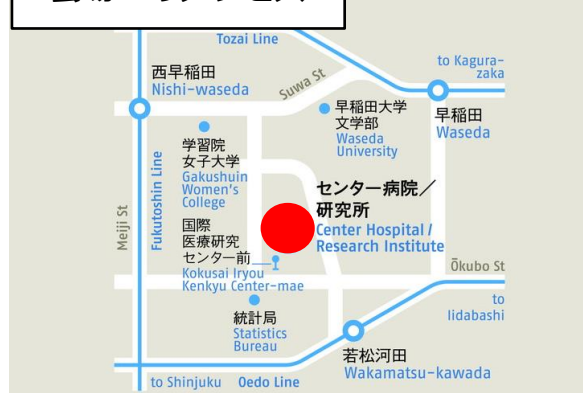 Tozai Line
to Kagura-
zaka
西早稲田
Nishi-waseda
Suwa St
早稲田大学
文学部
Waseda
University
早稲田
Waseda
学習院
女子大学
Gakushuin
Women's
College
Meiji St
Fukutoshin Line
センター病院／
研究所
Center Hospital /
Research Institute
国際
医療研究
センター前
Kokusai Iryou
Kenkyu Center-mae
Ōkubo St
to
Iidabashi
統計局
Statistics
Bureau
若松河田
Wakamatsu-kawada
to Shinjuku
Oedo Line